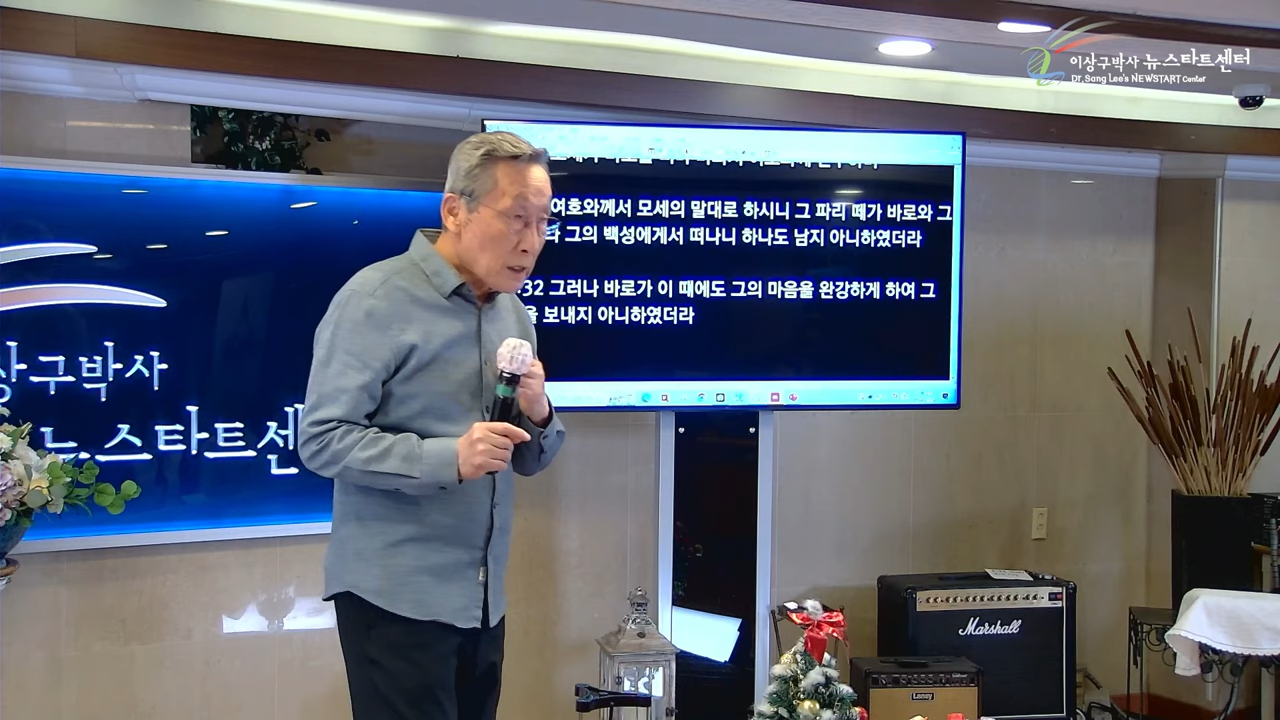 이상구박사 뉴스타트센터
Dr. Sang Lee's NEWSTART Center
여호와께서 모세의 말대로 하시니 그 파리 떼가 바로와 그
그의 백성에게서 떠나니 하나도 남지 아니하였더라
:32 그러나 바로가 이 때에도 그의 마음을 완강하게 하여 그
보내지 아니하였더라
상구박사
뉴스타트센
Marshall
Laney